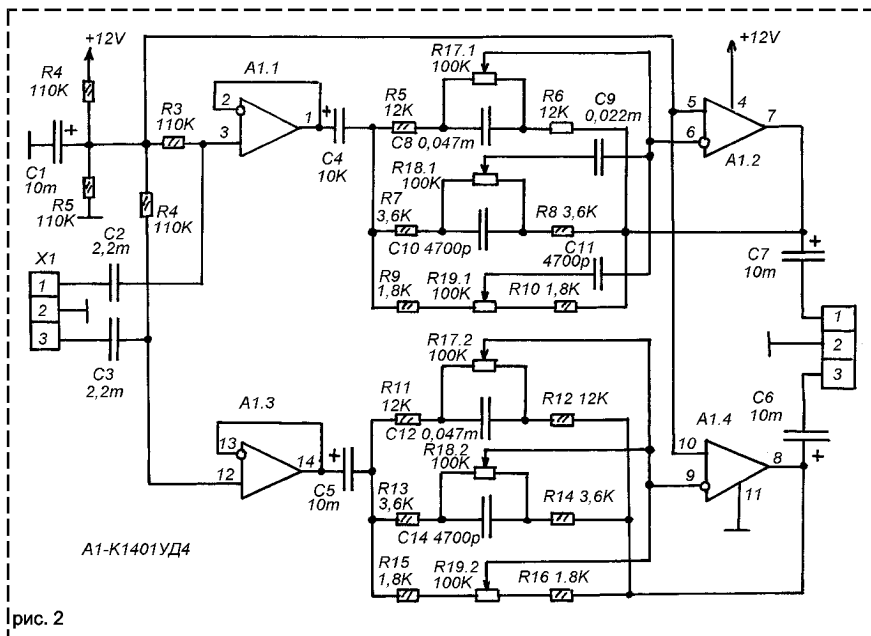 +12V
R4
110K
C1
10m
R5
110K
R3
110K
R4
110K
C2
2,2m
X1
1
2
3
C3
2,2m
A1.1
2
3
1
C4
10K
R5
12K
R17.1
100K
C8 0,047m
R6
12K
C9
0,022m
R18.1
100K
R7
3,6K
C10 4700p
R8 3,6K
C11
4700p
R9
1,8K
R19.1
100K
R10 1,8K
+12V
5
4
7
6
A1.2
C7
10m
1
2
3
C6
10m
A1.3
13
12
14
C5
10m
R11
12K
R17.2
100K
C12 0,047m
R12 12K
R18.2
100K
R13
3,6K
C14 4700p
R14 3,6K
R15
1,8K
R19.2
100K
R16 1.8K
A1.4
10
9
8
11
A1-К1401УД4
рис. 2